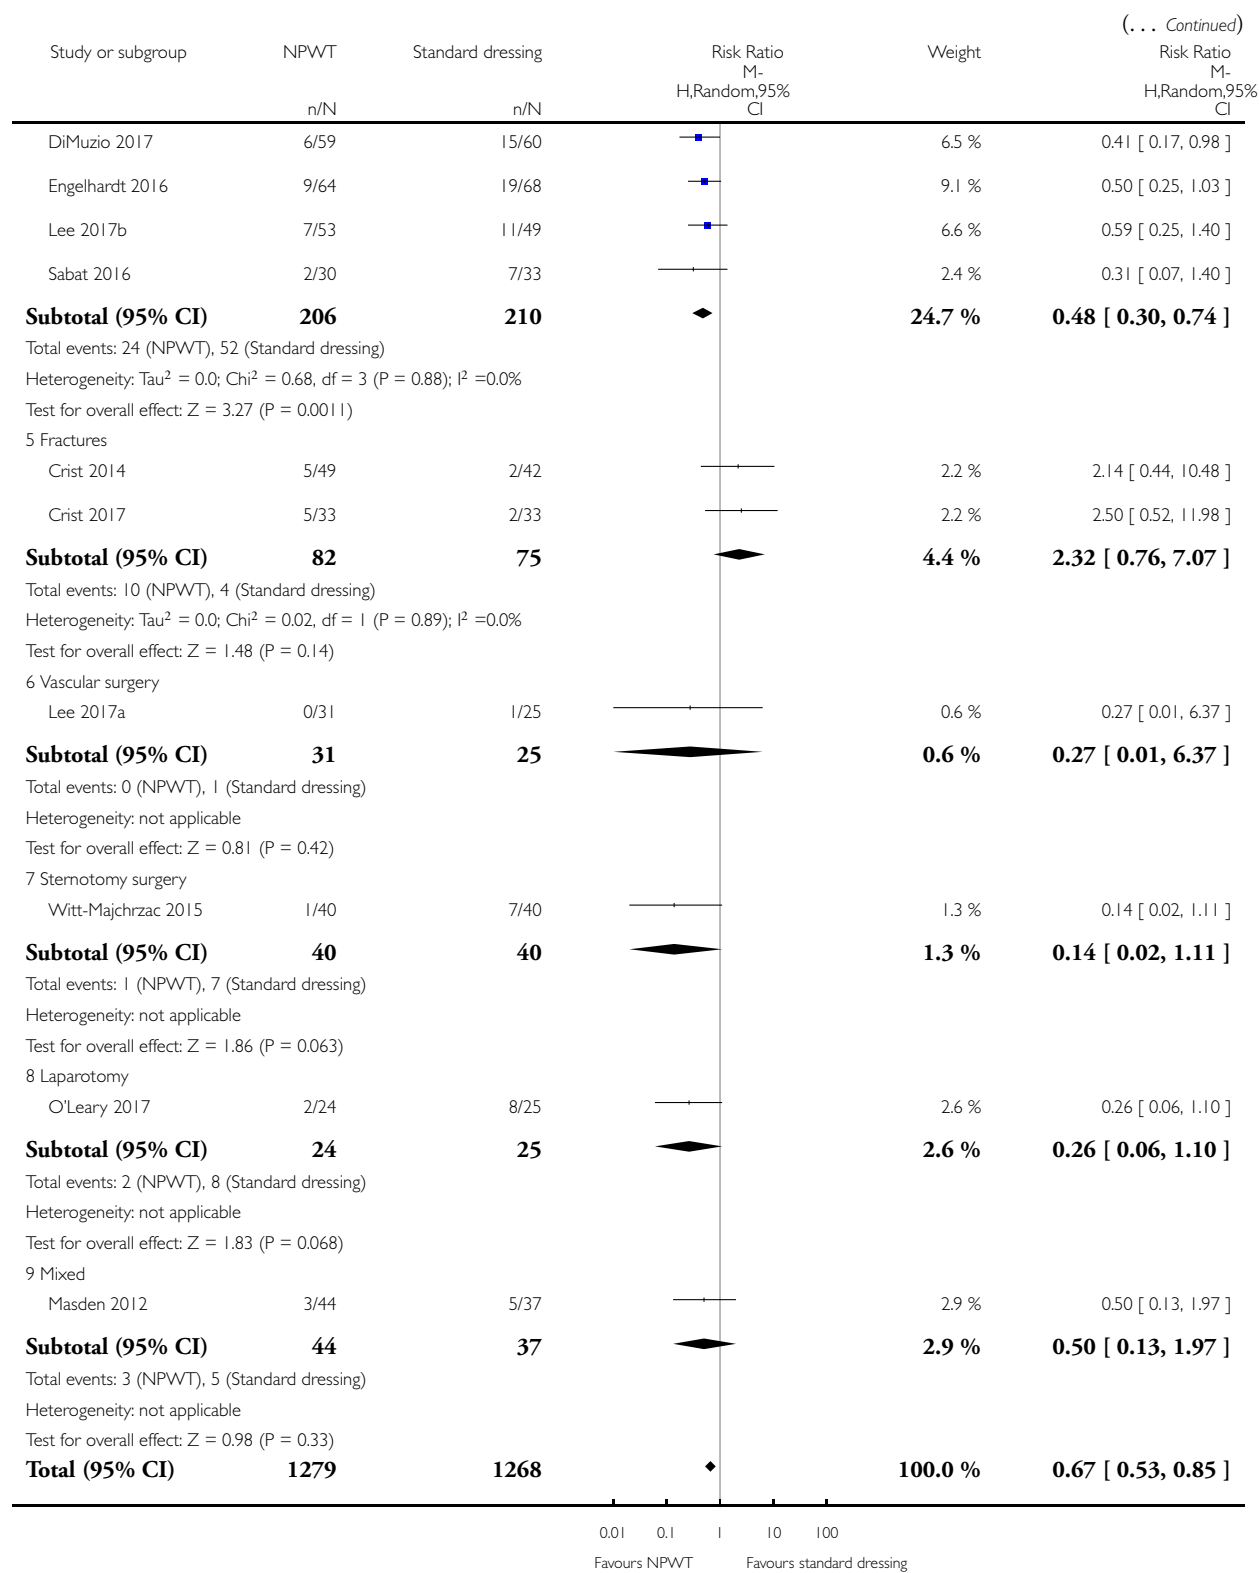 (. . . Continued)
Study or subgroup NPWT Standard dressing Risk Ratio Weight Risk Ratio
M- M-
H,Random,95% H,Random,95%
n/N n/N CI CI
DiMuzio 2017 6/59 15/60 6.5 % 0.41 [ 0.17, 0.98 ]
Engelhardt 2016 9/64 19/68 9.1 % 0.50 [ 0.25, 1.03 ]
Lee 2017b 7/53 11/49 6.6 % 0.59 [ 0.25, 1.40 ]
Sabat 2016 2/30 7/33 2.4 % 0.31 [ 0.07, 1.40 ]
Subtotal (95% CI) 206 210 24.7 % 0.48 [ 0.30, 0.74 ]
Total events: 24 (NPWT), 52 (Standard dressing)
Heterogeneity: Tau² = 0.0; Chi² = 0.68, df = 3 (P = 0.88); I² =0.0%
Test for overall effect: Z = 3.27 (P = 0.0011)
5 Fractures
Crist 2014 5/49 2/42 2.2 % 2.14 [ 0.44, 10.48 ]
Crist 2017 5/33 2/33 2.2 % 2.50 [ 0.52, 11.98 ]
Subtotal (95% CI) 82 75 4.4 % 2.32 [ 0.76, 7.07 ]
Total events: 10 (NPWT), 4 (Standard dressing)
Heterogeneity: Tau² = 0.0; Chi² = 0.02, df = 1 (P = 0.89); I² =0.0%
Test for overall effect: Z = 1.48 (P = 0.14)
6 Vascular surgery
Lee 2017a 0/31 1/25 0.6 % 0.27 [ 0.01, 6.37 ]
Subtotal (95% CI) 31 25 0.6 % 0.27 [ 0.01, 6.37 ]
Total events: 0 (NPWT), 1 (Standard dressing)
Heterogeneity: not applicable
Test for overall effect: Z = 0.81 (P = 0.42)
7 Sternotomy surgery
Witt-Majchrzac 2015 1/40 7/40 1.3 % 0.14 [ 0.02, 1.11 ]
Subtotal (95% CI) 40 40 1.3 % 0.14 [ 0.02, 1.11 ]
Total events: 1 (NPWT), 7 (Standard dressing)
Heterogeneity: not applicable
Test for overall effect: Z = 1.86 (P = 0.063)
8 Laparotomy
O'Leary 2017 2/24 8/25 2.6 % 0.26 [ 0.06, 1.10 ]
Subtotal (95% CI) 24 25 2.6 % 0.26 [ 0.06, 1.10 ]
Total events: 2 (NPWT), 8 (Standard dressing)
Heterogeneity: not applicable
Test for overall effect: Z = 1.83 (P = 0.068)
9 Mixed
Masden 2012 3/44 5/37 2.9 % 0.50 [ 0.13, 1.97 ]
Subtotal (95% CI) 44 37 2.9 % 0.50 [ 0.13, 1.97 ]
Total events: 3 (NPWT), 5 (Standard dressing)
Heterogeneity: not applicable
Test for overall effect: Z = 0.98 (P = 0.33)
Total (95% CI) 1279 1268 100.0 % 0.67 [ 0.53, 0.85 ]
0.01 0.1 1 10 100
Favours NPWT Favours standard dressing